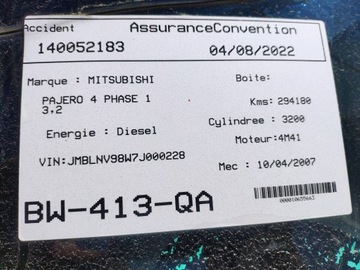 Accident AssuranceConvention
140052183 04/08/2022
Marque : MITSUBISHI Boite:
PAJERO 4 PHASE 1
3,2
Kms: 294180
Cylindree : 3200
Energie : Diesel
Moteur:4M41
VIN:JMBLNV98W7J000228
Mec : 10/04/2007
BW-413-QA
000010655663